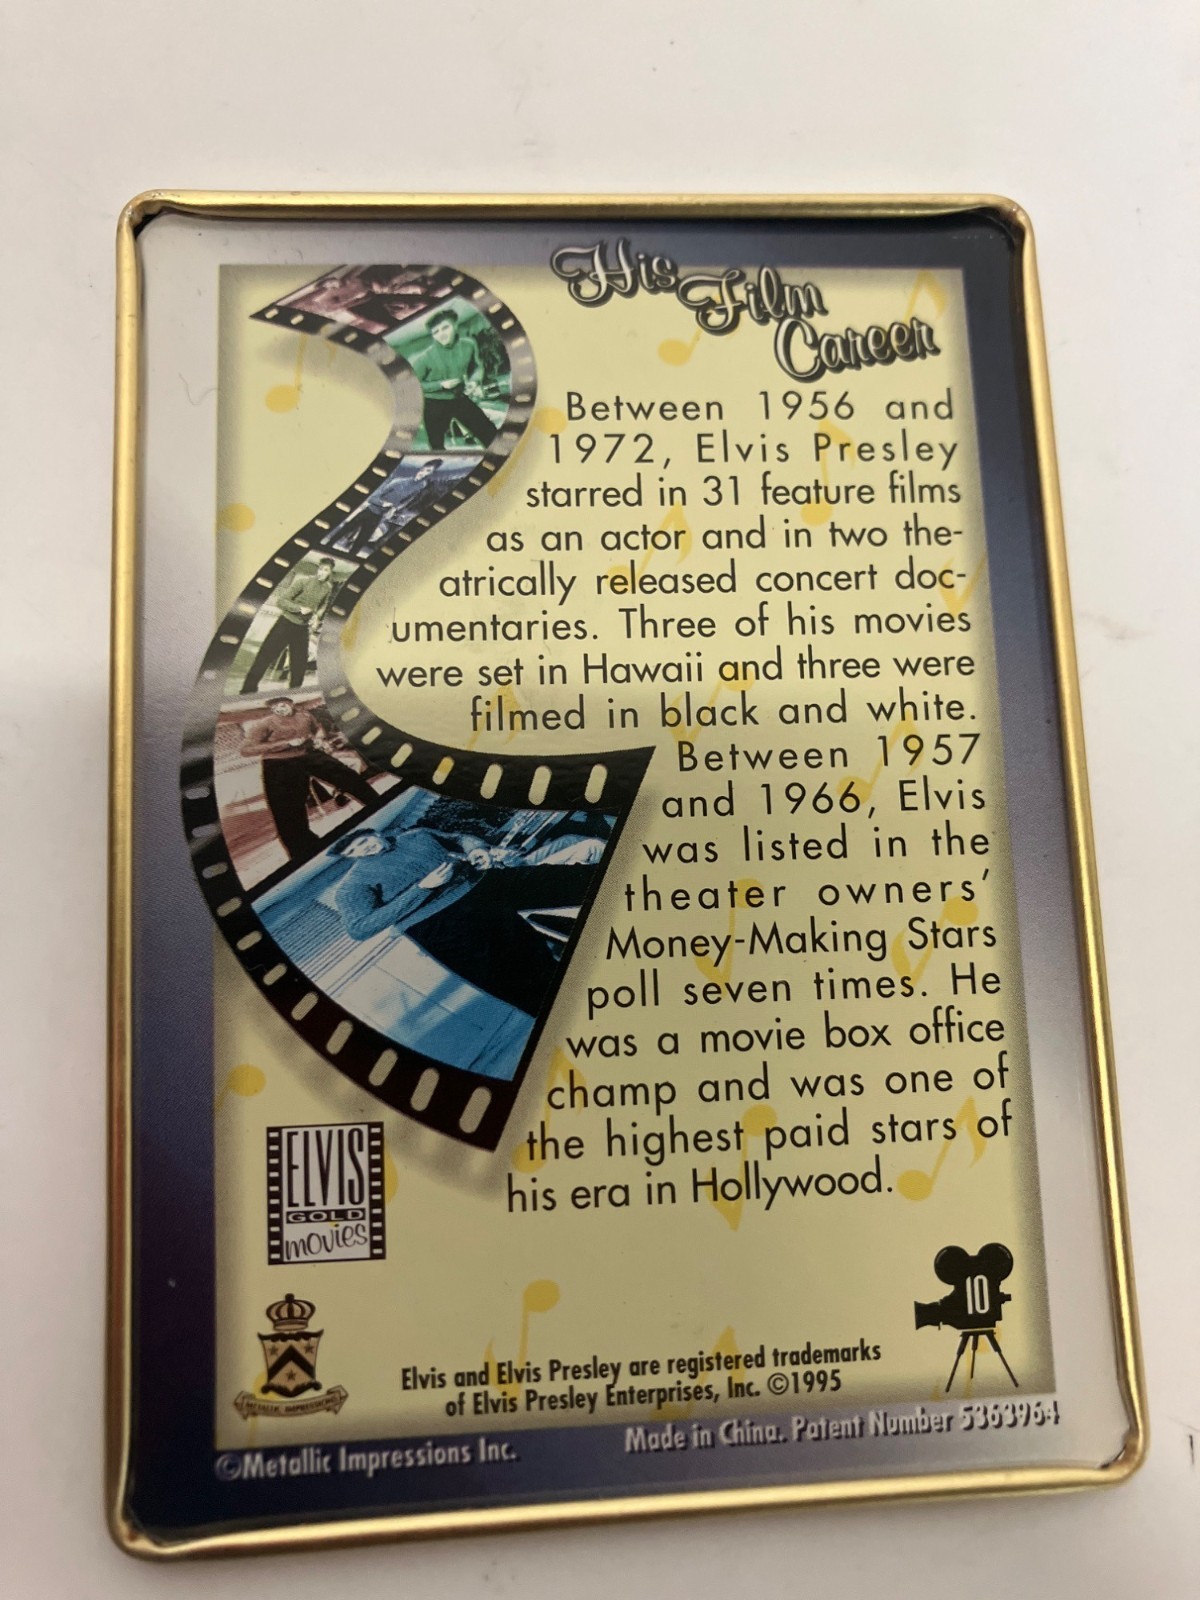 His Film
Career
Between 1956 and
1972, Elvis Presley
starred in 31 feature films
as an actor and in two the-
atrically released concert doc-
umentaries. Three of his movies
were set in Hawaii and three were
filmed in black and white.
Between 1957
and 1966, Elvis
was listed in the
theater owners'
Money-Making Stars
poll seven times. He
was a movie box office
champ and was one of
the highest paid stars of
his era in Hollywood.
ELVIS
GOLD
movies
10
METALLIC IMPRESSIONS
Elvis and Elvis Presley are registered trademarks
of Elvis Presley Enterprises, Inc. ©1995
©Metallic Impressions Inc.
Made in China. Patent Number 5363964